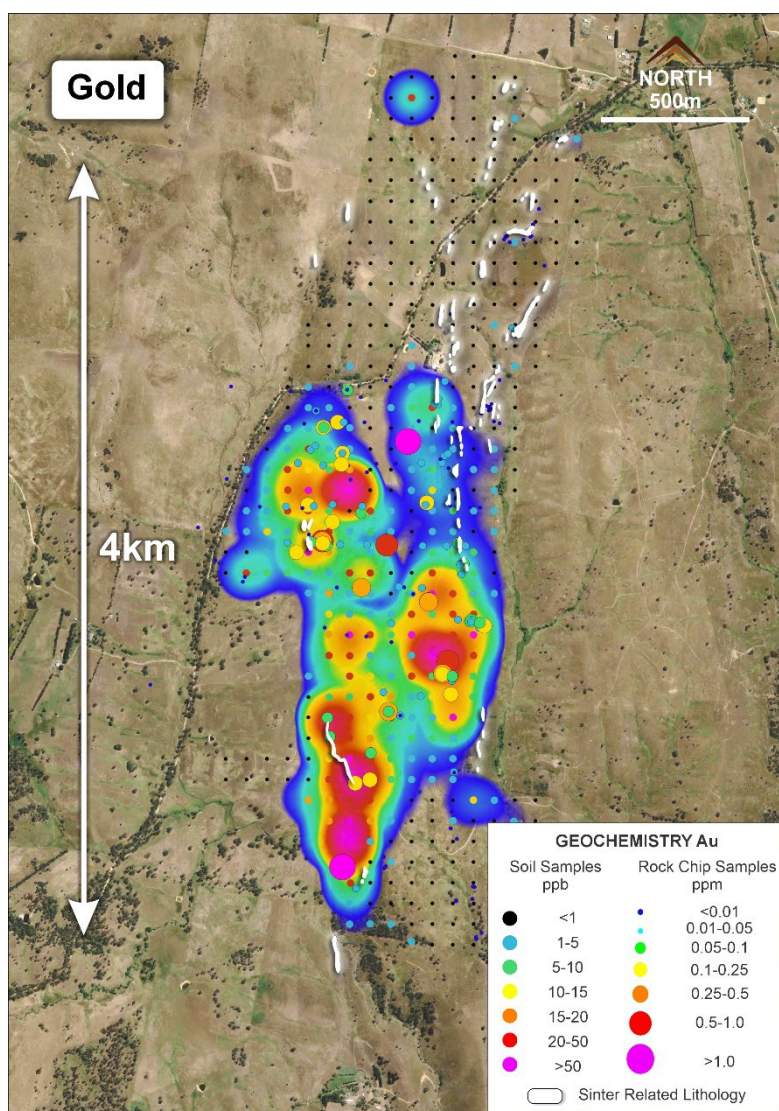 Gold
NORTH
500m
4km
GEOCHEMISTRY Au
Soil Samples Rock Chip Samples
ppb ppm
<1 <0.01
1-5 0.01-0.05
5-10 0.05-0.1
10-15 0.1-0.25
15-20 0.25-0.5
20-50 0.5-1.0
>50 >1.0
Sinter Related Lithology